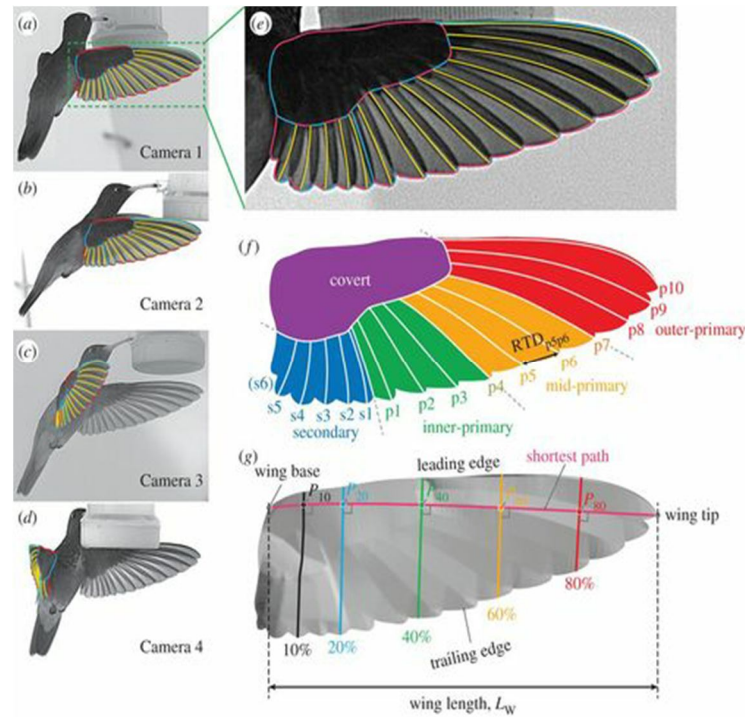 (a)
Camera 1
(b)
Camera 2
(c)
Camera 3
(d)
Camera 4
(e)
(f)
covert
p10
p9
p8 outer-primary
RTDp5p6
p7
p6
p5 mid-primary
p4
(s6)
s5 s4 s3 s2 s1
p1 p2 p3
secondary
inner-primary
(g)
wing base
leading edge
shortest path
P10
P20
P40
P80
wing tip
10%
20%
40%
60%
80%
trailing edge
wing length, LW